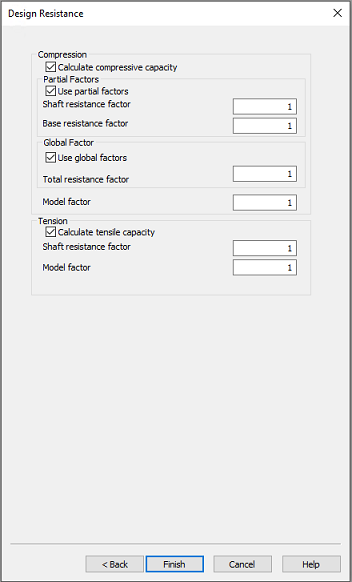 Design Resistance
Compression
Calculate compressive capacity
Partial Factors
Use partial factors
Shaft resistance factor 1
Base resistance factor 1
Global Factor
Use global factors
Total resistance factor 1
Model factor 1
Tension
Calculate tensile capacity
Shaft resistance factor 1
Model factor 1
< Back Finish Cancel Help